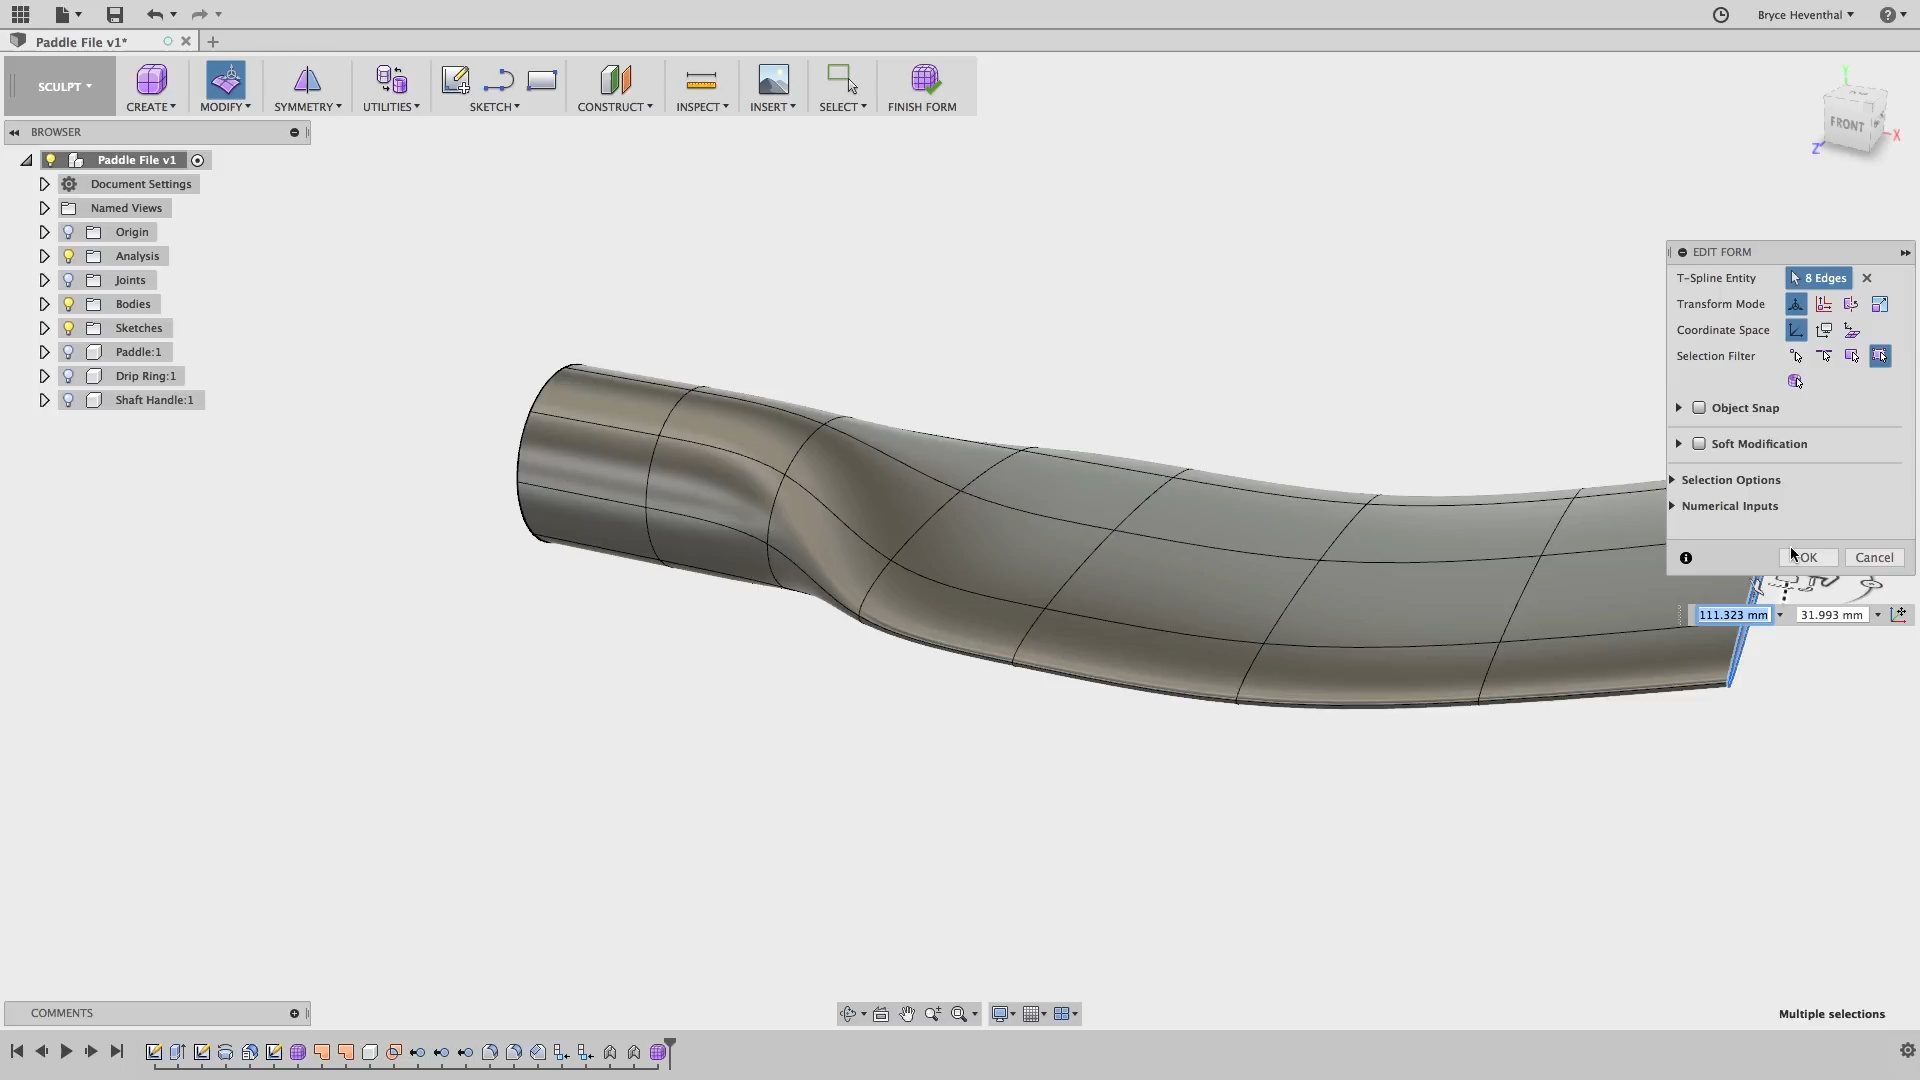 Bryce Heventhal
Paddle File v1*
SCULPT
CREATE
MODIFY
SYMMETRY
UTILITIES
SKETCH
CONSTRUCT
INSPECT
INSERT
SELECT
FINISH FORM
Y
FRONT
X
Z
BROWSER
Paddle File v1
Document Settings
Named Views
Origin
Analysis
Joints
Bodies
Sketches
Paddle:1
Drip Ring:1
Shaft Handle:1
EDIT FORM
T-Spline Entity 8 Edges
Transform Mode
Coordinate Space
Selection Filter
Object Snap
Soft Modification
Selection Options
Numerical Inputs
OK Cancel
111.323 mm 31.993 mm
COMMENTS
Multiple selections